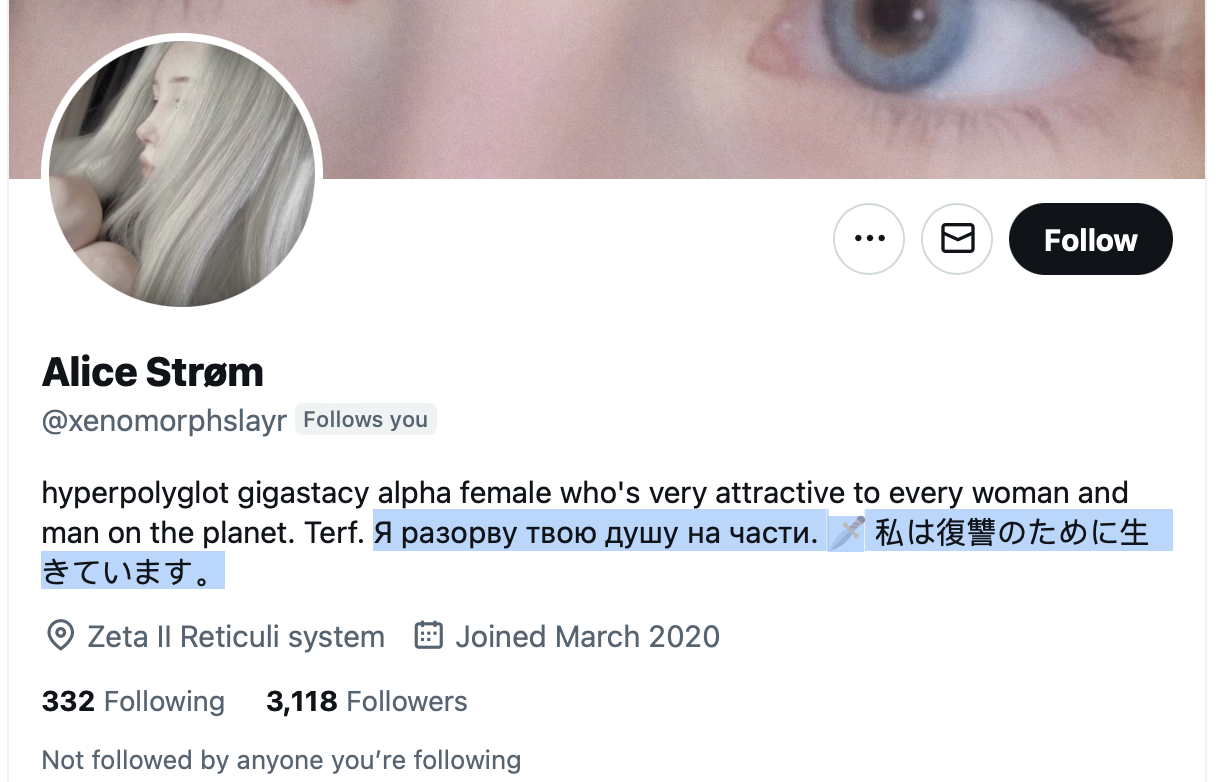 Follow
Alice Strøm
@xenomorphslayr Follows you
hyperpolyglot gigastacy alpha female who's very attractive to every woman and
man on the planet. Terf. Я разорву твою душу на части. 🗡️ 私は復讐のために生
きています。
Zeta II Reticuli system Joined March 2020
332 Following 3,118 Followers
Not followed by anyone you’re following